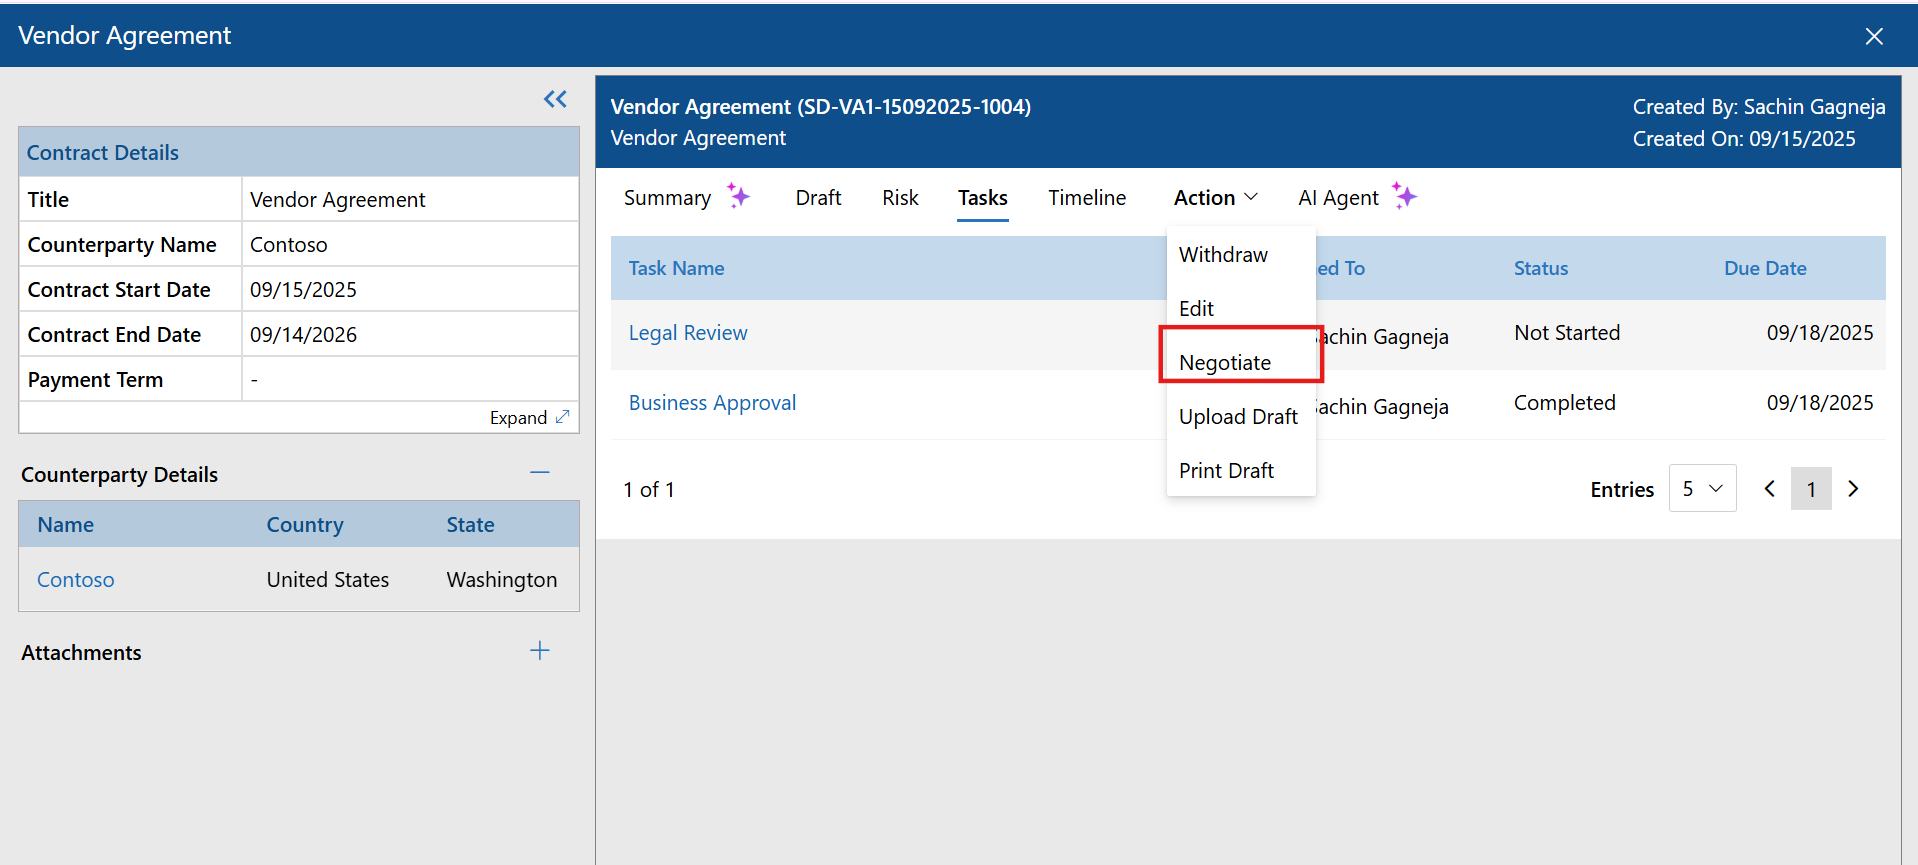 Vendor Agreement
Contract Details
Title Vendor Agreement
Counterparty Name Contoso
Contract Start Date 09/15/2025
Contract End Date 09/14/2026
Payment Term -
Expand
Counterparty Details
Name Country State
Contoso United States Washington
Attachments
Vendor Agreement (SD-VA1-15092025-1004)
Vendor Agreement
Created By: Sachin Gagneja
Created On: 09/15/2025
Summary Draft Risk Tasks Timeline Action AI Agent
Withdraw
Edit
Negotiate
Upload Draft
Print Draft
Task Name To Status Due Date
Legal Review Gagneja Not Started 09/18/2025
Business Approval Gagneja Completed 09/18/2025
1 of 1
Entries 5 1